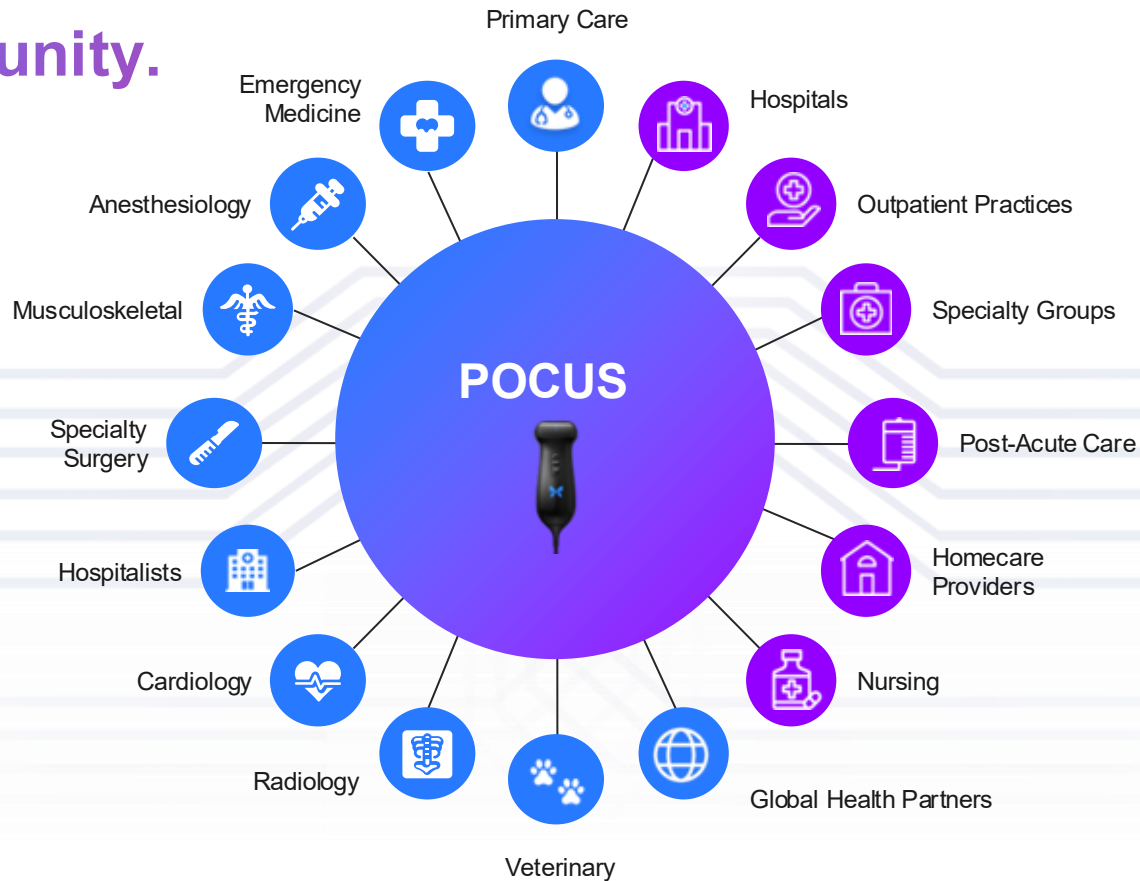 unity.
Primary Care
Emergency
Medicine
Hospitals
Anesthesiology
Outpatient Practices
Musculoskeletal
Specialty Groups
POCUS
Specialty
Surgery
Post-Acute Care
Hospitalists
Homecare
Providers
Cardiology
Nursing
Radiology
Global Health Partners
Veterinary